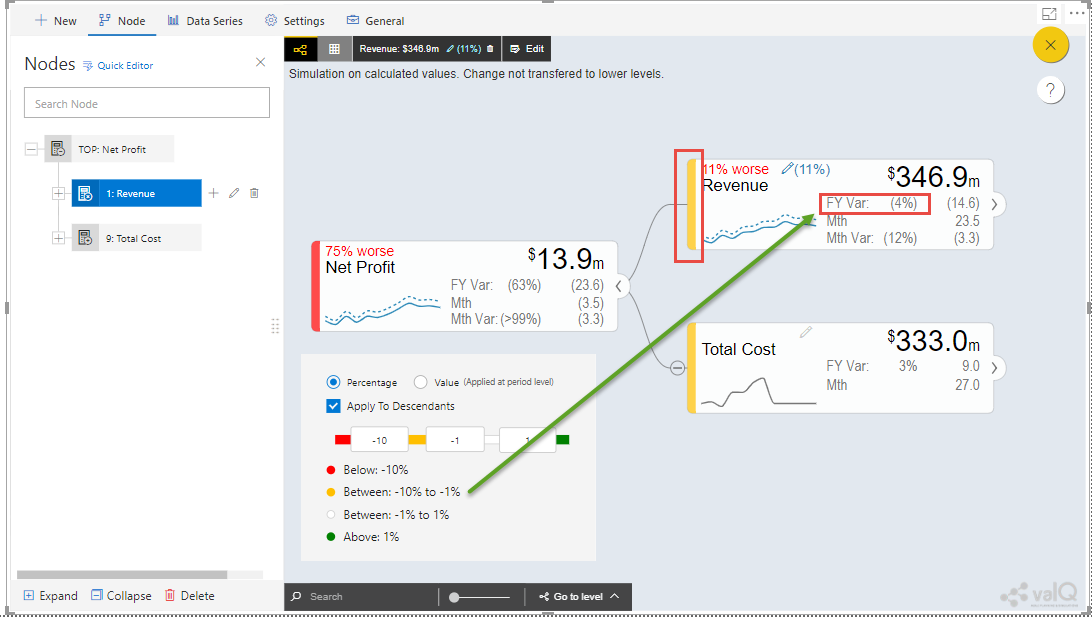 New Node Data Series Settings General
Nodes Quick Editor
Search Node
TOP: Net Profit
1: Revenue
9: Total Cost
Expand Collapse Delete
Revenue: $346.9m (11%) Edit
Simulation on calculated values. Change not transfered to lower levels.
?
75% worse
Net Profit
$13.9m
FY Var: (63%) (23.6)
Mth (3.5)
Mth Var: (>99%) (3.3)
11% worse (11%)
Revenue
$346.9m
FY Var: (4%) (14.6)
Mth 23.5
Mth Var: (12%) (3.3)
Total Cost
$333.0m
FY Var: 3% 9.0
Mth 27.0
Percentage Value (Applied at period level)
Apply To Descendants
-10 -1 1
Below: -10%
Between: -10% to -1%
Between: -1% to 1%
Above: 1%
Search Go to level
valQ